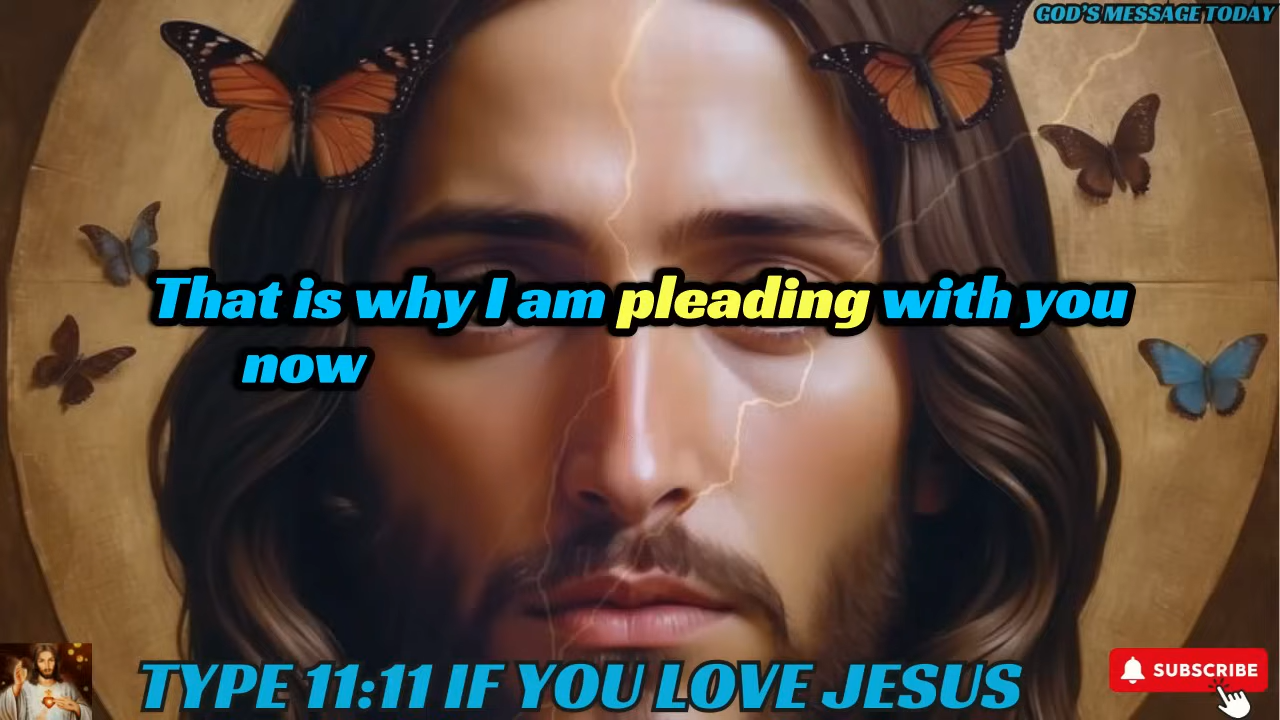 GOD'S MESSAGE TODAY
That is why I am pleading with you
now
TYPE 11:11 IF YOU LOVE JESUS
SUBSCRIBE